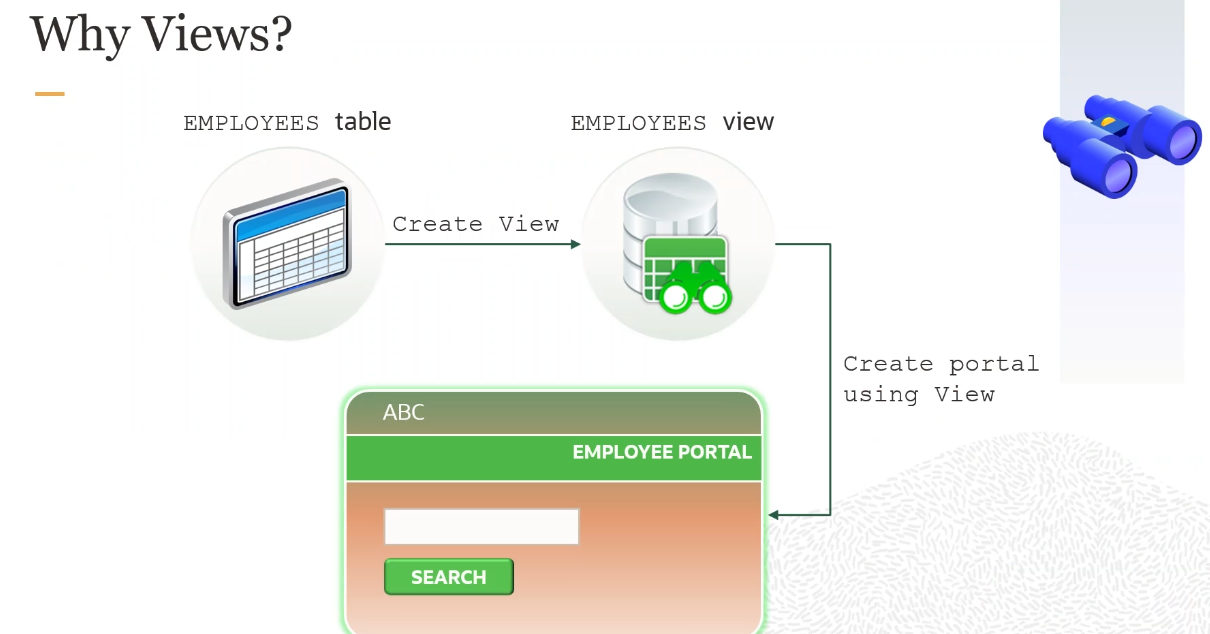 Why Views?
EMPLOYEES table
EMPLOYEES view
Create View
Create portal
using View
ABC
EMPLOYEE PORTAL
SEARCH